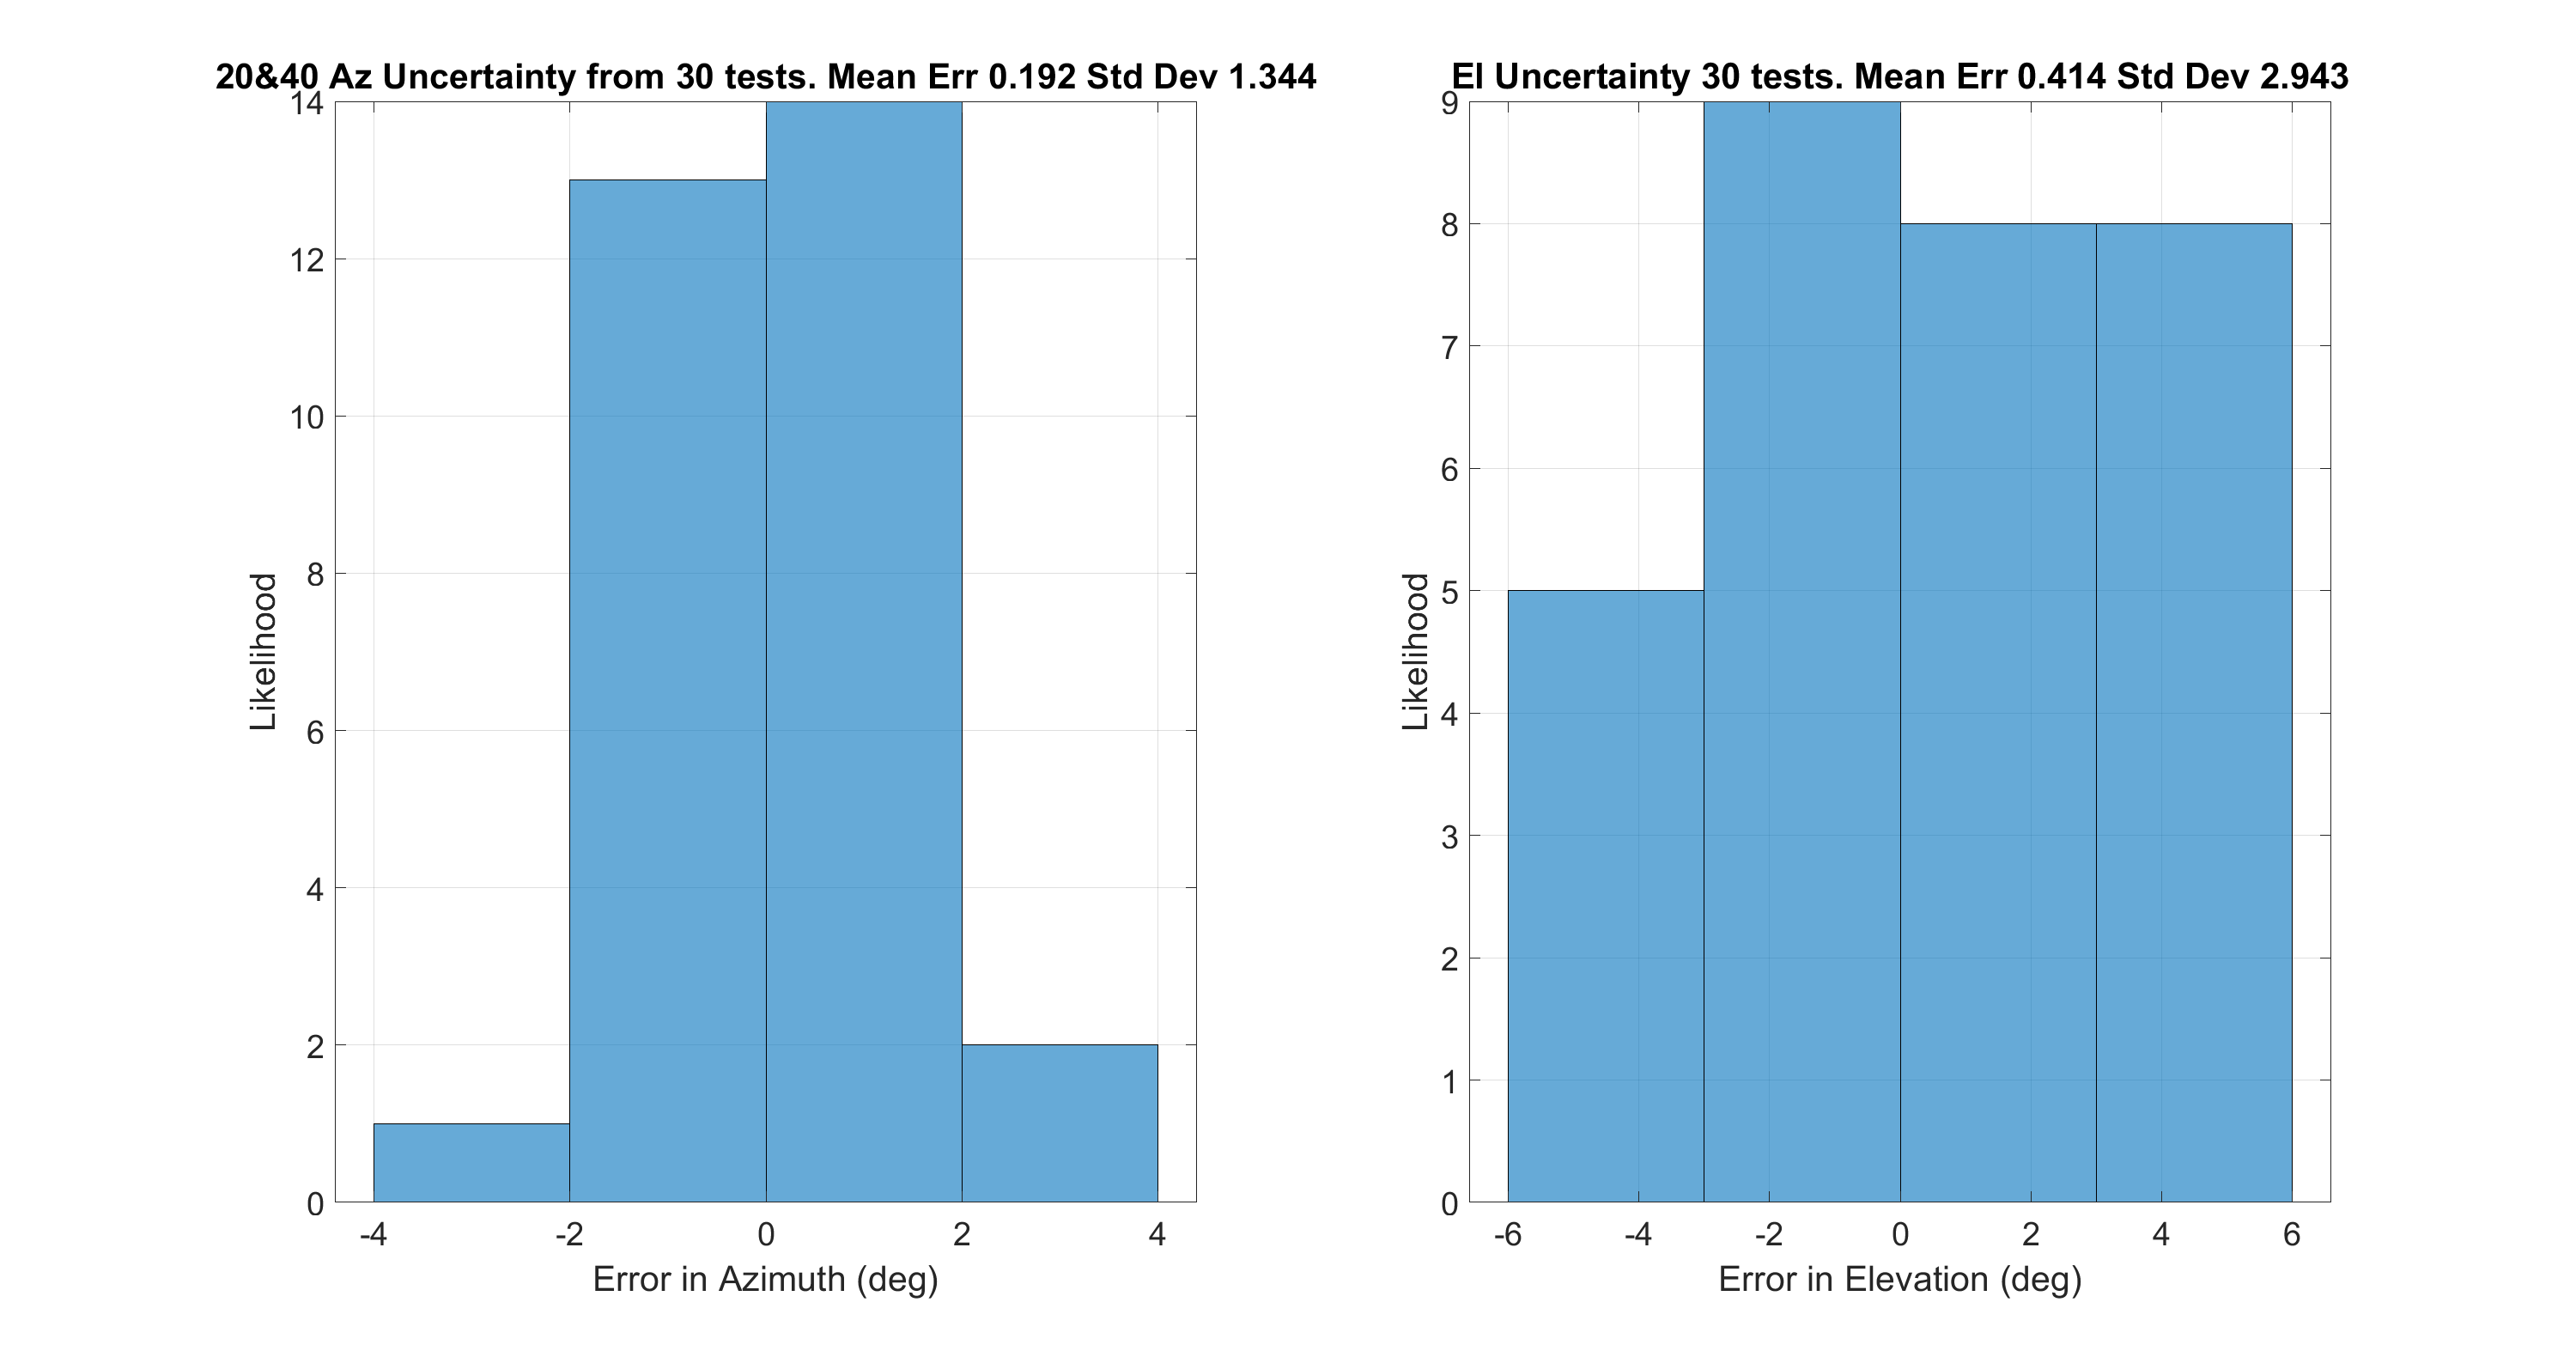 20&40 Az Uncertainty from 30 tests. Mean Err 0.192 Std Dev 1.344
14
12
10
8
6
4
2
0
Likelihood
-4 -2 0 2 4
Error in Azimuth (deg)
El Uncertainty 30 tests. Mean Err 0.414 Std Dev 2.943
9
8
7
6
5
4
3
2
1
0
Likelihood
-6 -4 -2 0 2 4 6
Error in Elevation (deg)